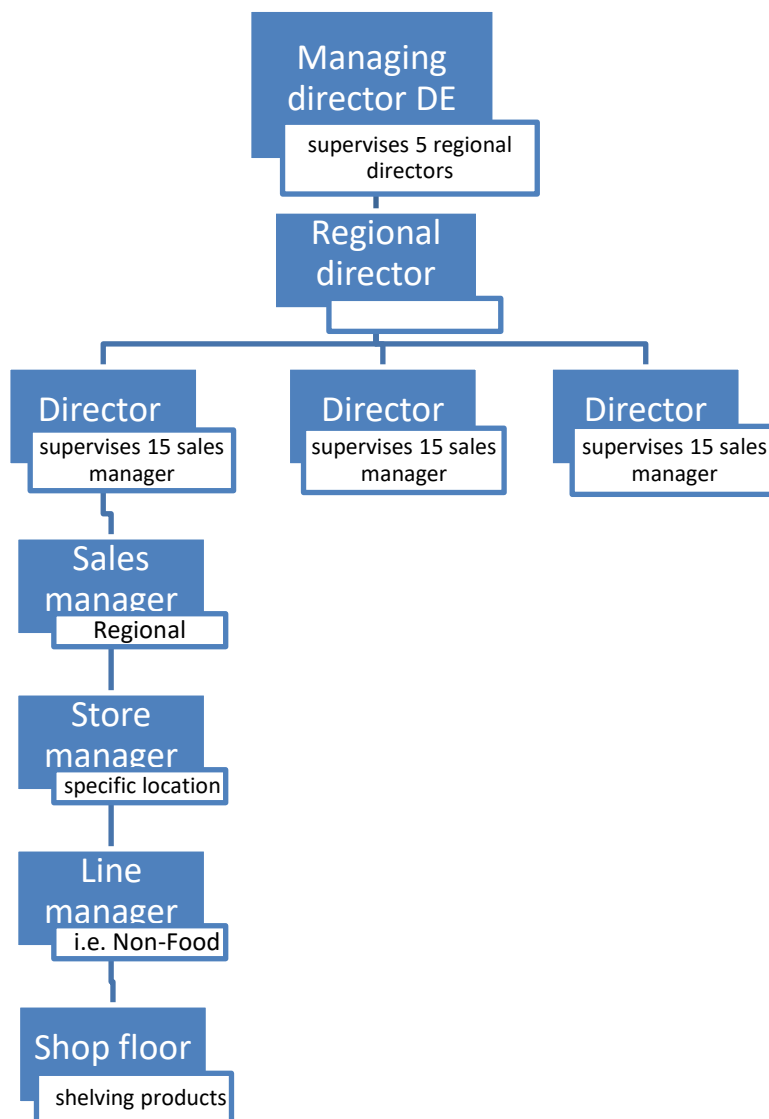 Managing
director DE
supervises 5 regional
directors
Regional
director
Director
supervises 15 sales
manager
Director
supervises 15 sales
manager
Director
supervises 15 sales
manager
Sales
manager
Regional
Store
manager
specific location
Line
manager
i.e. Non-Food
Shop floor
shelving products